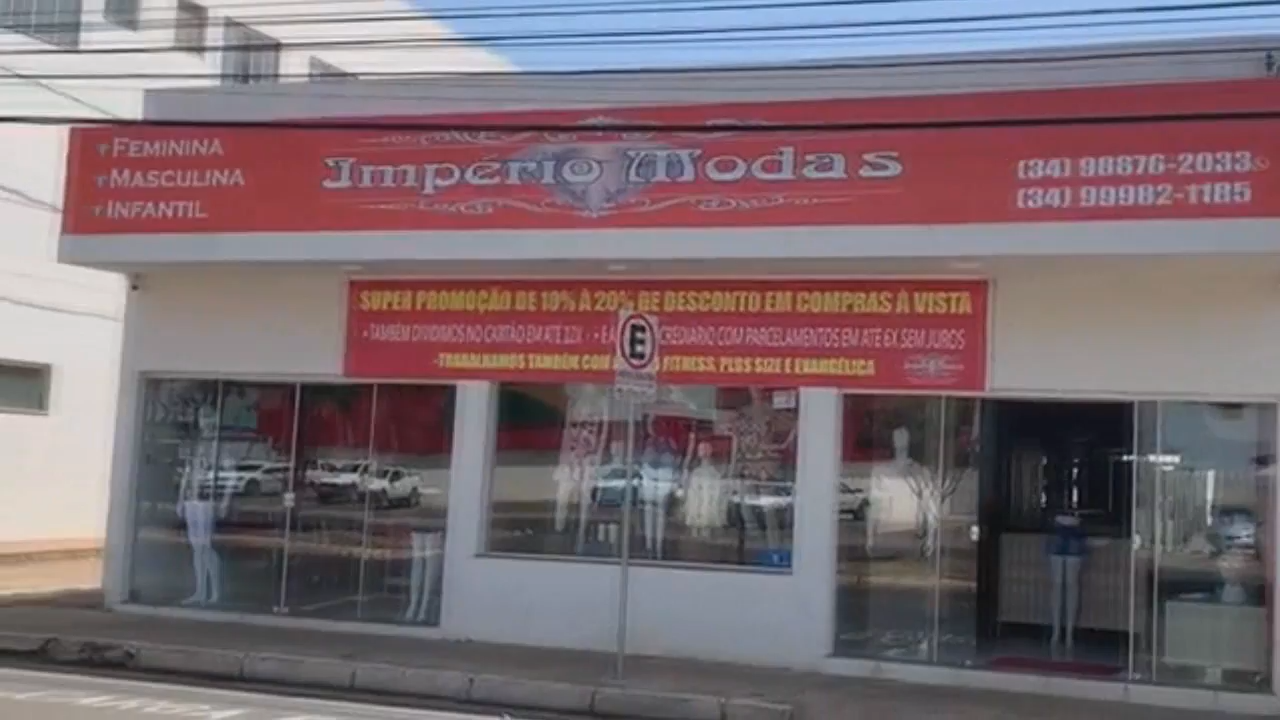 FEMININA
MASCULINA
INFANTIL
Império Modas
(34) 98876-2033
(34) 99982-1185
SUPER PROMOÇÃO DE 10% À 20% DE DESCONTO EM COMPRAS À VISTA
• TAMBÉM DIVIDIMOS NO CARTÃO EM ATÉ 12X • E CREDIARIO COM PARCELAMENTOS EM ATÉ 6X SEM JUROS
-TRABALHAMOS TAMBÉM COM FITNESS, PLUS SIZE E EVANGÉLICA
E